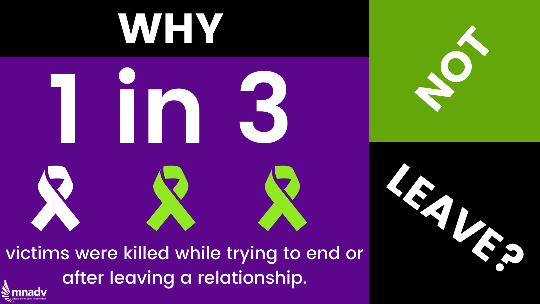 WHY
1 in 3
victims were killed while trying to end or
after leaving a relationship.
NOT
LEAVE?
mnadv